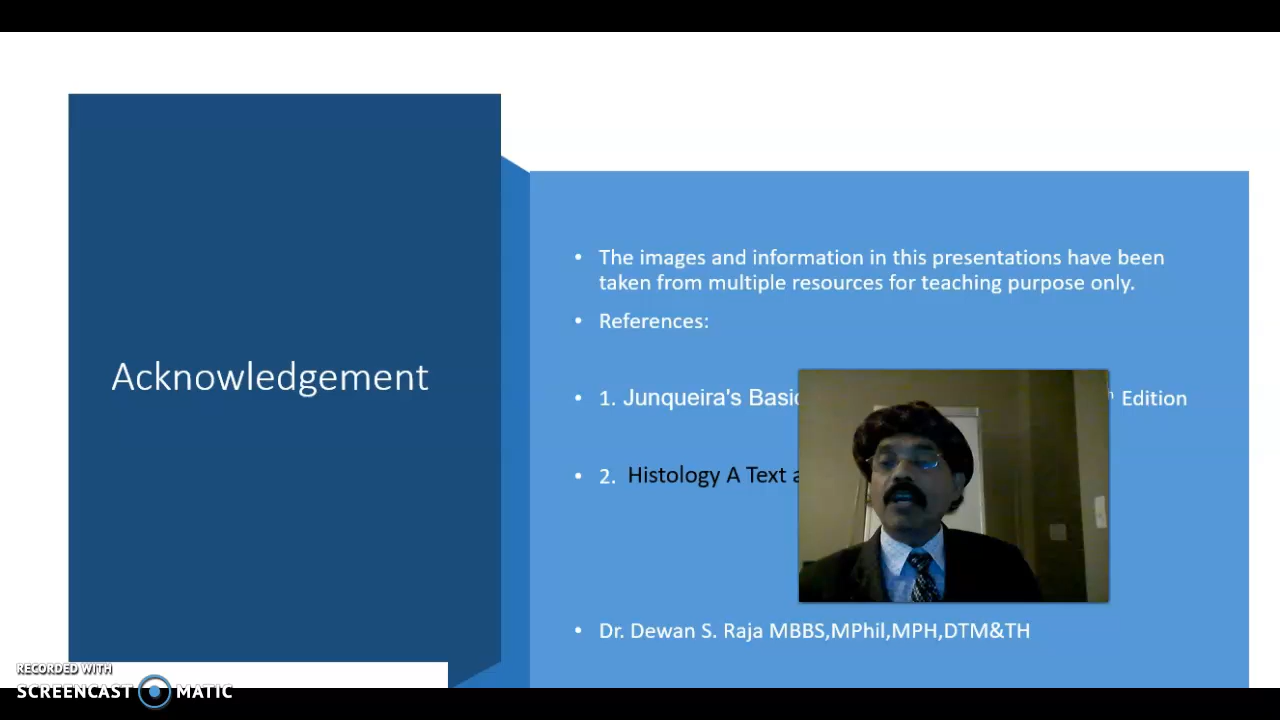 Acknowledgement
• The images and information in this presentations have been
taken from multiple resources for teaching purpose only.
• References:
• 1. Junqueira's Basic Edition
• 2. Histology A Text
• Dr. Dewan S. Raja MBBS,MPhil,MPH,DTM&TH
RECORDED WITH
SCREENCAST MATIC